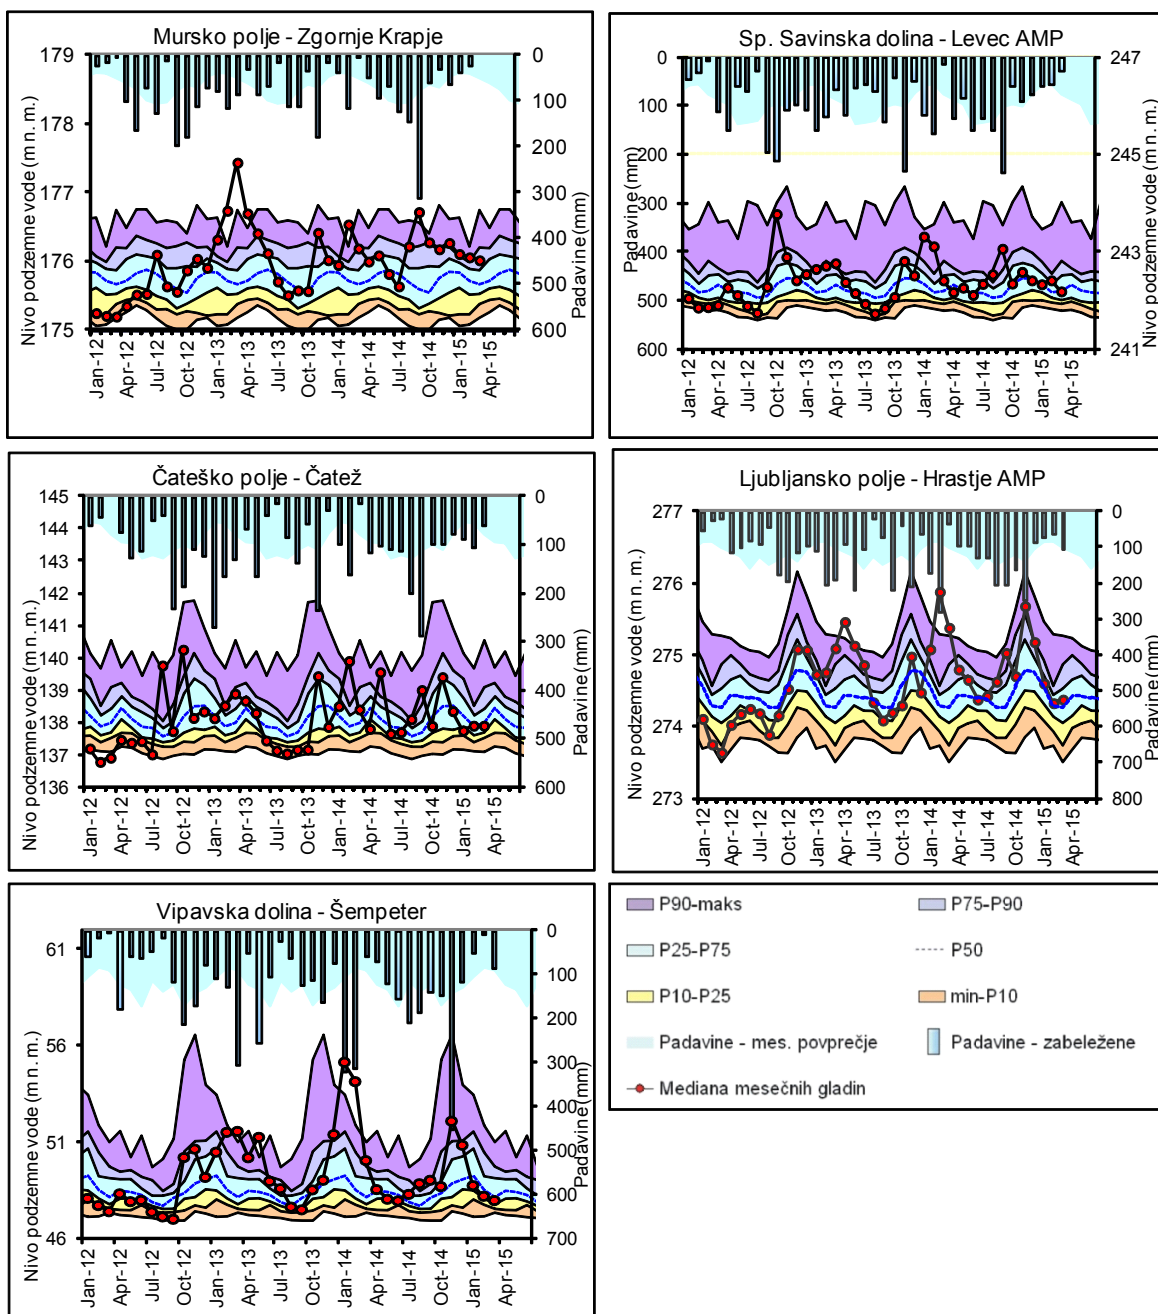 Mursko polje - Zgornje Krapje
179
178
177
176
175
0
100
200
300
400
500
600
Nivo podzemne vode (m n. m.)
Padavine (mm)
Jan-12
Apr-12
Jul-12
Oct-12
Jan-13
Apr-13
Jul-13
Oct-13
Jan-14
Apr-14
Jul-14
Oct-14
Jan-15
Apr-15
Sp. Savinska dolina - Levec AMP
0
100
200
300
400
500
600
247
245
243
241
Padavine (mm)
Nivo podzemne vode (m n. m.)
Jan-12
Apr-12
Jul-12
Oct-12
Jan-13
Apr-13
Jul-13
Oct-13
Jan-14
Apr-14
Jul-14
Oct-14
Jan-15
Apr-15
Čateško polje - Čatež
145
144
143
142
141
140
139
138
137
136
0
100
200
300
400
500
600
Nivo podzemne vode (m n. m.)
Padavine (mm)
Jan-12
Apr-12
Jul-12
Oct-12
Jan-13
Apr-13
Jul-13
Oct-13
Jan-14
Apr-14
Jul-14
Oct-14
Jan-15
Apr-15
Ljubljansko polje - Hrastje AMP
277
276
275
274
273
0
100
200
300
400
500
600
700
800
Nivo podzemne vode (m n. m.)
Padavine (mm)
Jan-12
Apr-12
Jul-12
Oct-12
Jan-13
Apr-13
Jul-13
Oct-13
Jan-14
Apr-14
Jul-14
Oct-14
Jan-15
Apr-15
Vipavska dolina - Šempeter
61
56
51
46
0
100
200
300
400
500
600
700
Nivo podzemne vode (m n. m.)
Padavine (mm)
Jan-12
Apr-12
Jul-12
Oct-12
Jan-13
Apr-13
Jul-13
Oct-13
Jan-14
Apr-14
Jul-14
Oct-14
Jan-15
Apr-15
P90-maks
P75-P90
P25-P75
P50
P10-P25
min-P10
Padavine - mes. povprečje
Padavine - zabeležene
Mediana mesečnih gladin